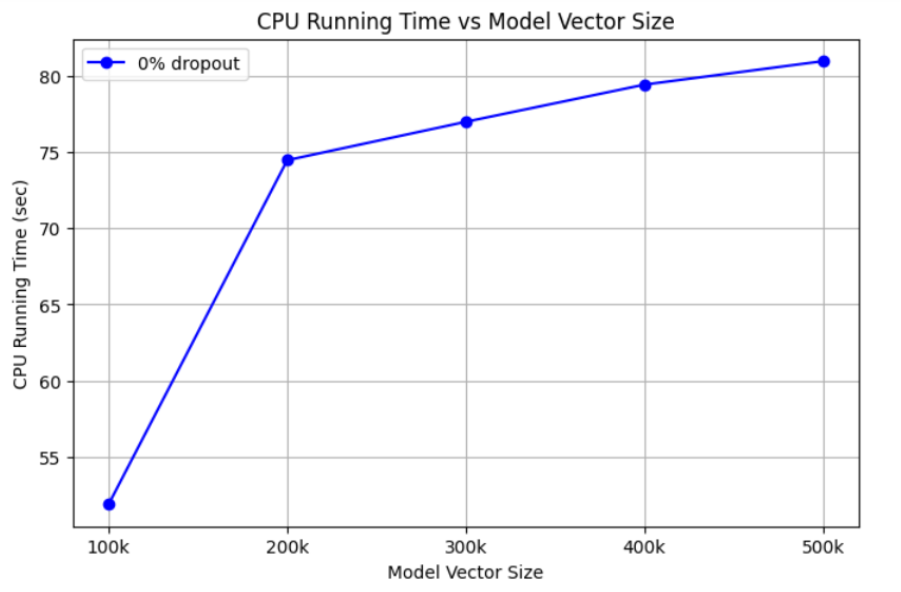 CPU Running Time vs Model Vector Size
0% dropout
CPU Running Time (sec)
80
75
70
65
60
55
100k 200k 300k 400k 500k
Model Vector Size